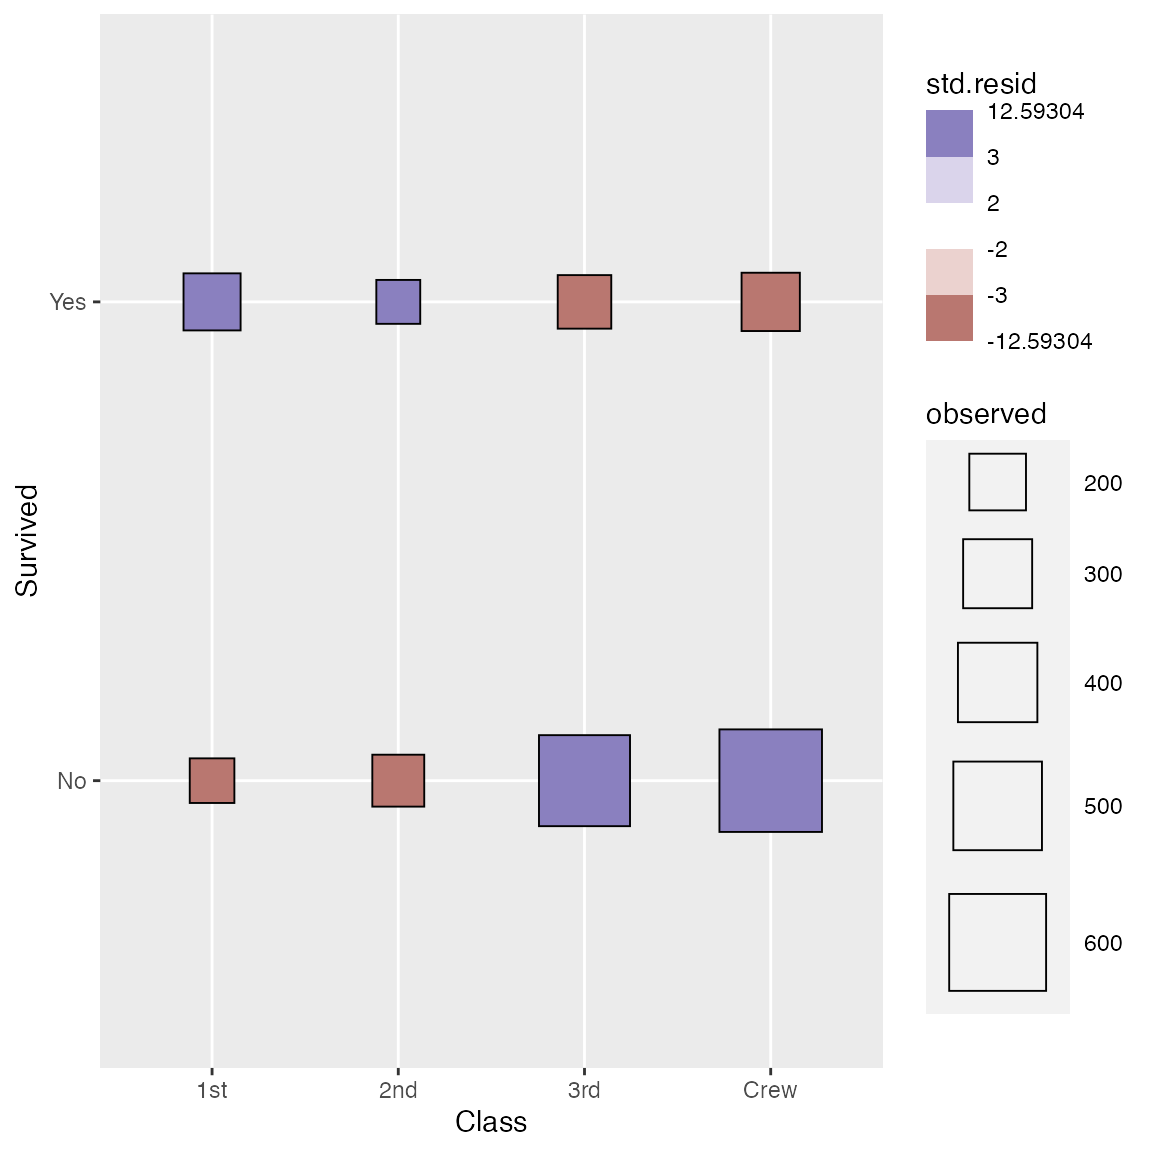 std.resid
12.59304
3
2
-2
-3
-12.59304
observed
200
300
400
500
600
Survived
Yes
No
1st 2nd 3rd Crew
Class